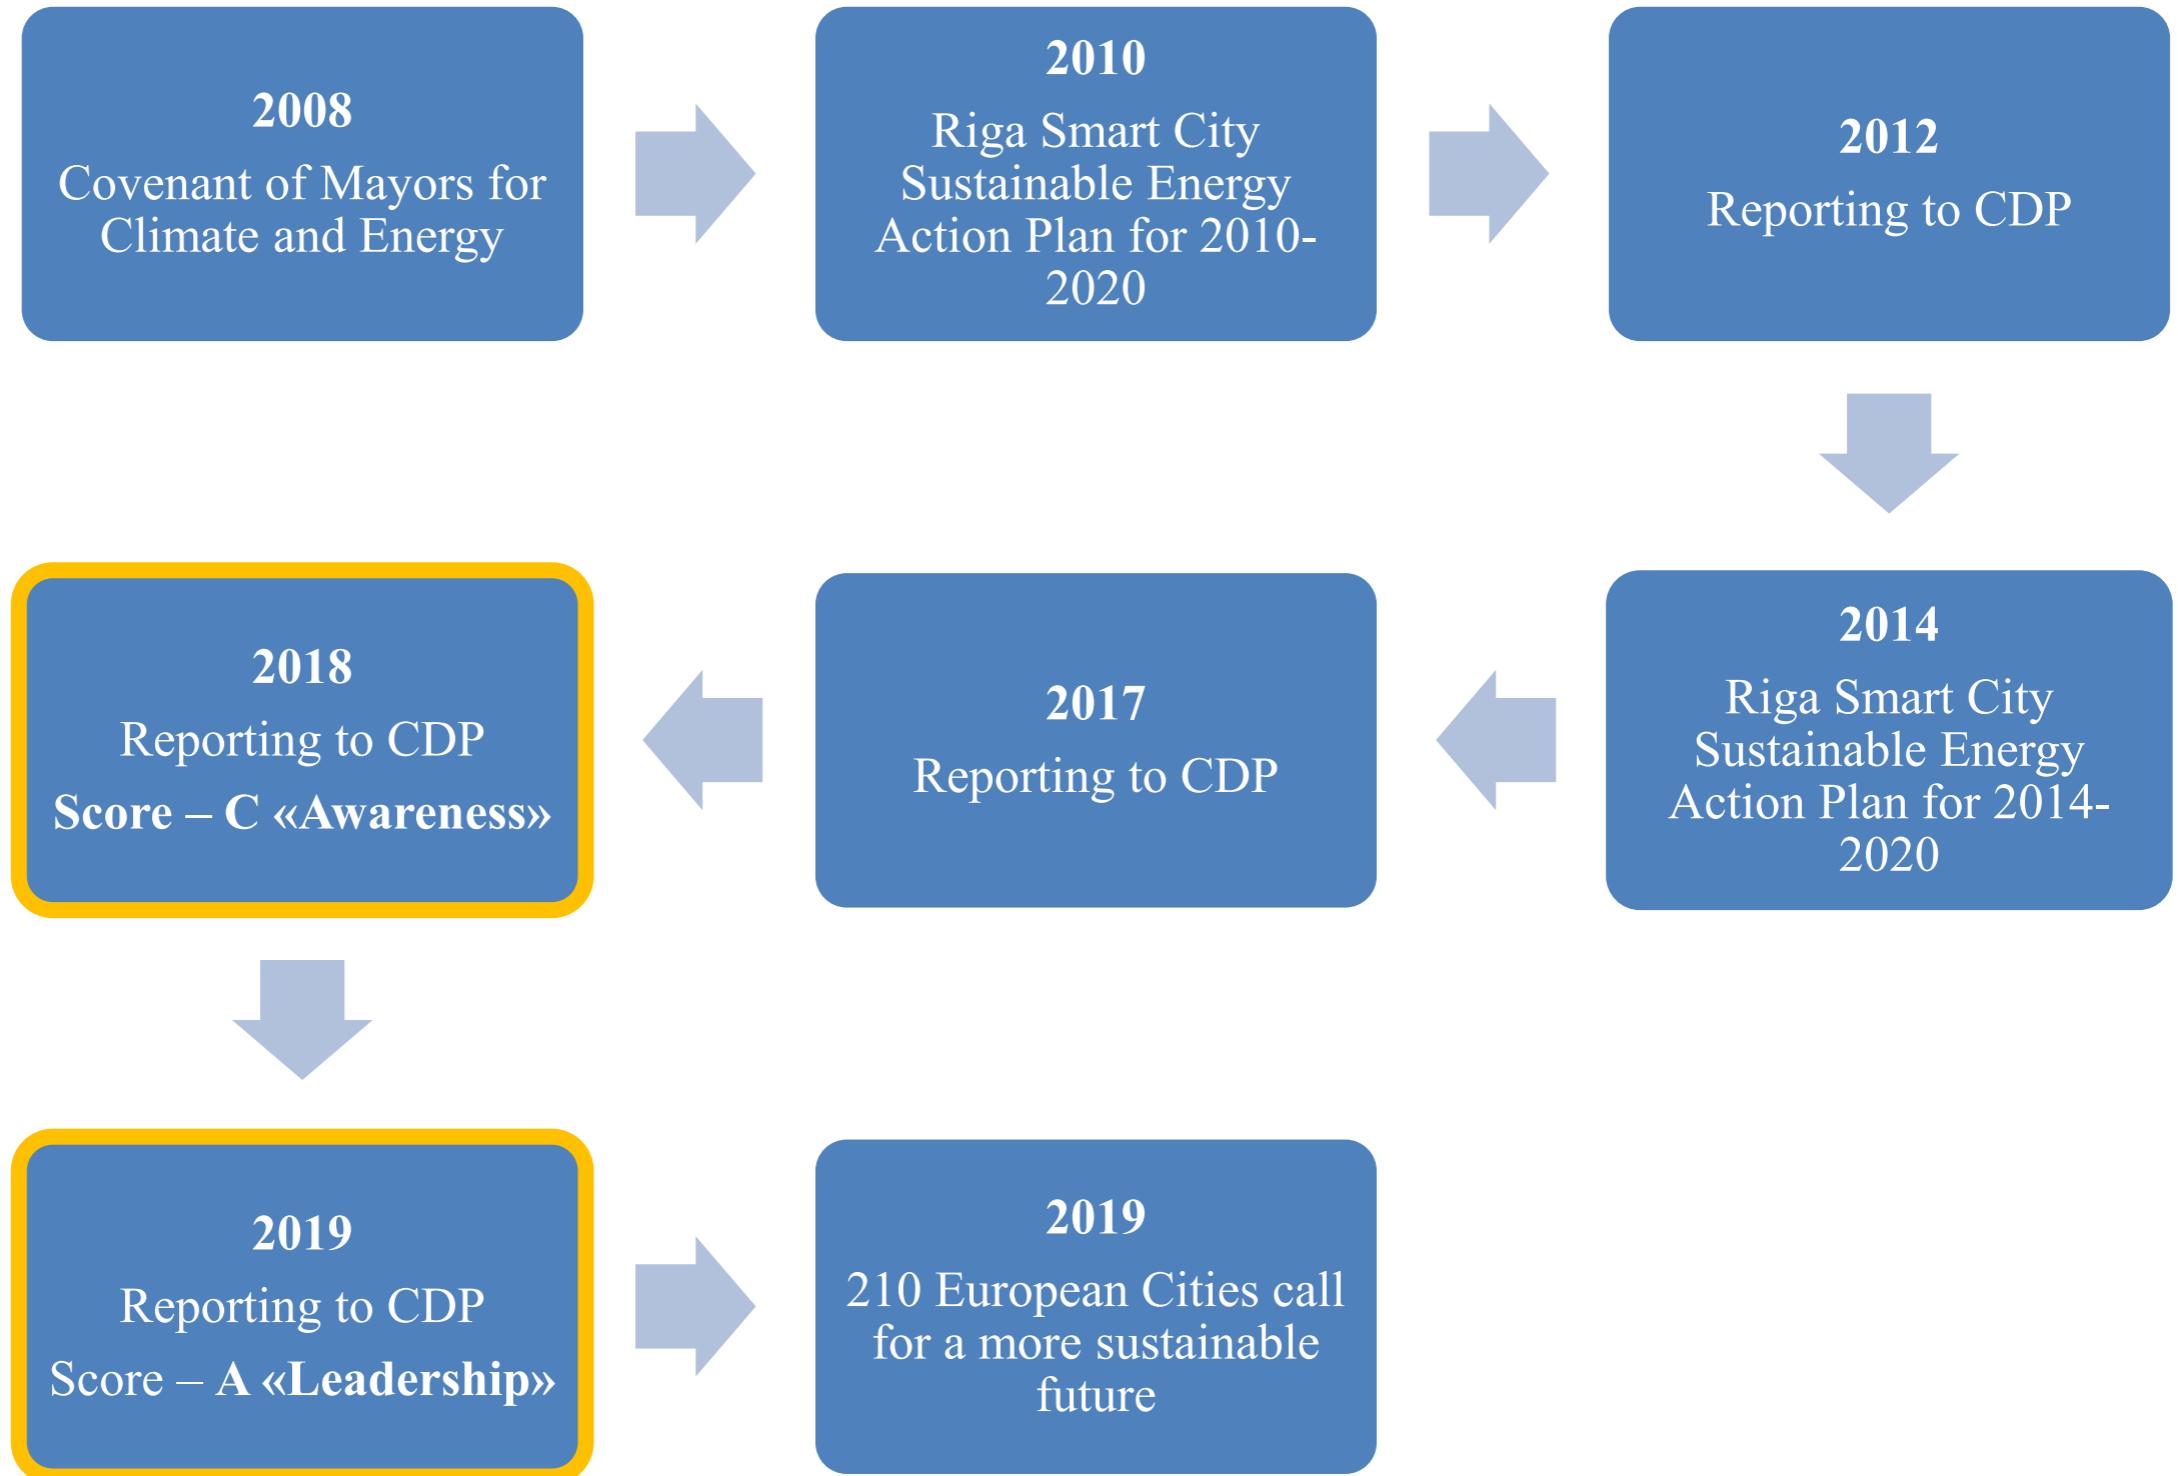 2008
Covenant of Mayors for
Climate and Energy
2010
Riga Smart City
Sustainable Energy
Action Plan for 2010-
2020
2012
Reporting to CDP
2014
Riga Smart City
Sustainable Energy
Action Plan for 2014-
2020
2017
Reporting to CDP
2018
Reporting to CDP
Score – C «Awareness»
2019
Reporting to CDP
Score – A «Leadership»
2019
210 European Cities call
for a more sustainable
future